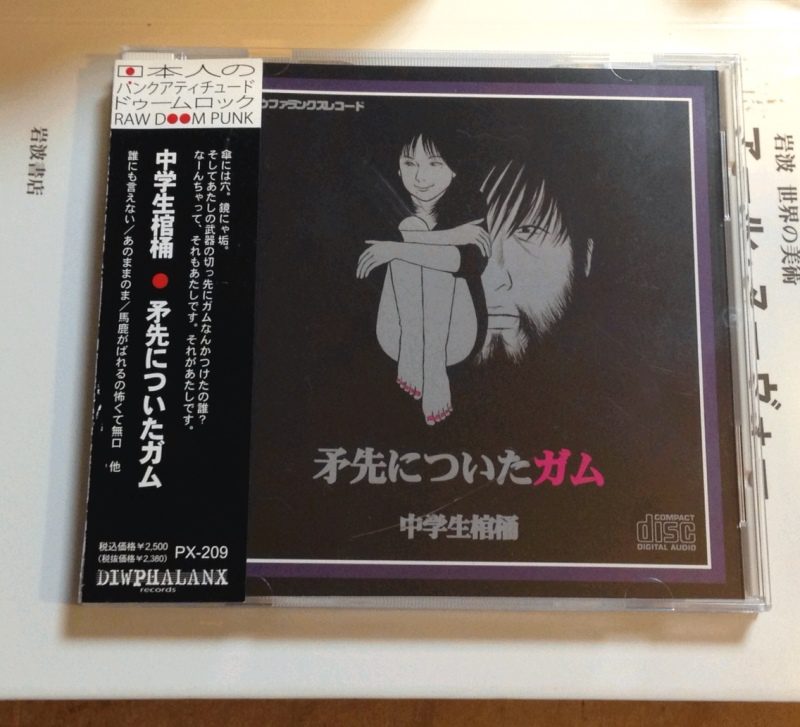 日本人の
パンクアティチュード
ドゥームロック
RAW D●●M PUNK
傘には穴。鏡にゃ垢。
そしてあたしの武器の切っ先にガムなんかつけたの誰？
なーんちゃって、それもあたしです。それがあたしです。
中学生棺桶●矛先についたガム
誰にも言えない/あのままのま/馬鹿がばれるの怖くて無口 他
税込価格￥2,500
(税抜価格￥2,380)
PX-209
DIWPHALANX
records
ファランクスレコード
矛先についたガム
中学生棺桶
COMPACT
disc
DIGITAL AUDIO
岩波書店
岩波 世界の美術